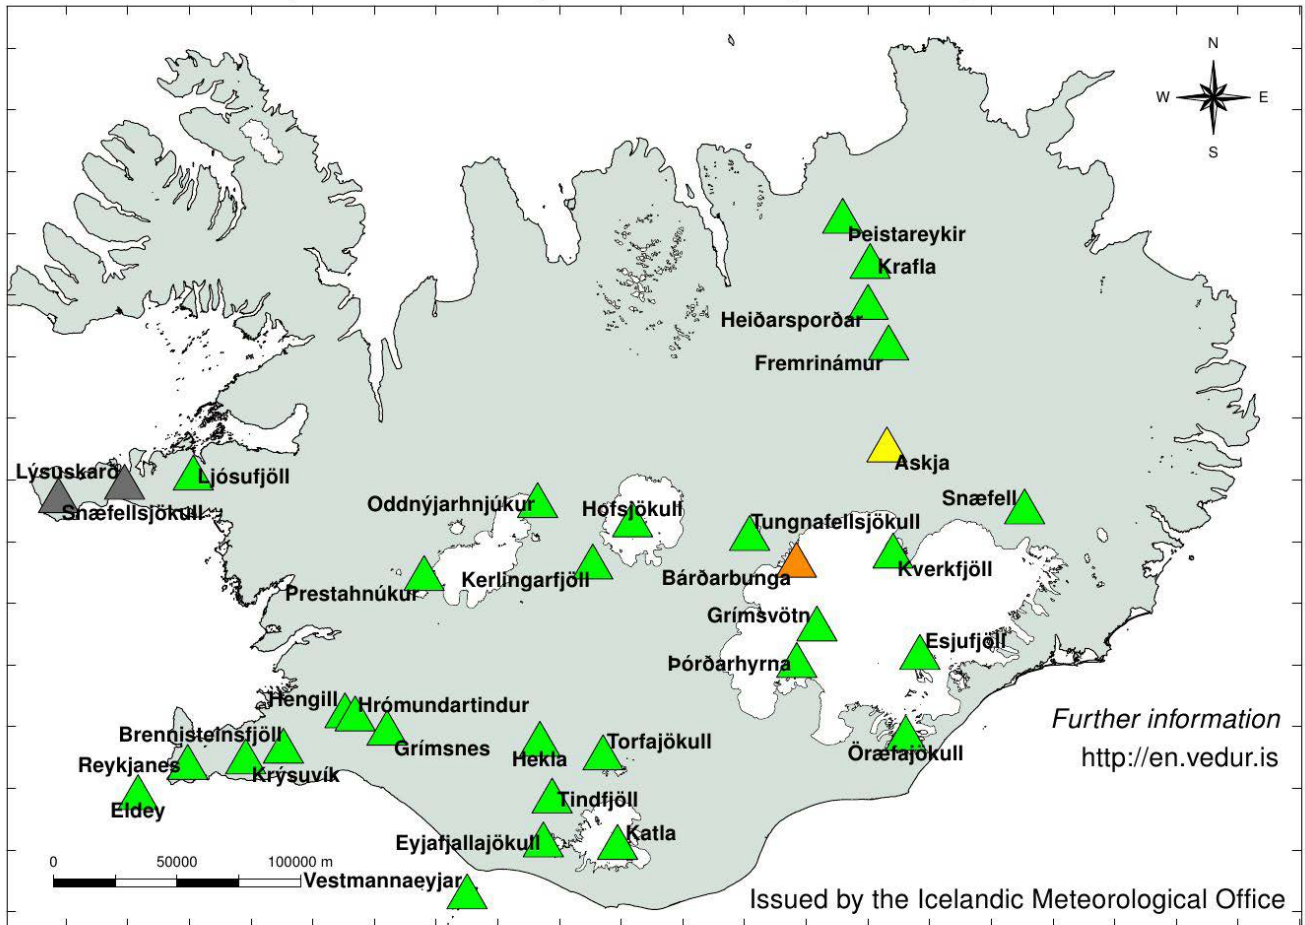 N
W E
S
Þeistareykir
Krafla
Heiðarsporðar
Fremrinámur
Askja
Lýsuskarð
Ljósufjöll
Snæfellsjökull
Oddnýjarhnjúkur
Hofsjökull
Snæfell
Tungnafellsjökull
Kverkfjöll
Bárðarbunga
Kerlingarfjöll
Prestahnúkur
Grímsvötn
Esjufjöll
Þórðarhyrna
Hengill
Hrómundartindur
Grímsnes
Brennisteinsfjöll
Reykjanes
Krýsuvík
Eldey
Hekla
Torfajökull
Öræfajökull
Tindfjöll
Eyjafjallajökull
Katla
Vestmannaeyjar
Further information
http://en.vedur.is
0 50000 100000 m
Issued by the Icelandic Meteorological Office